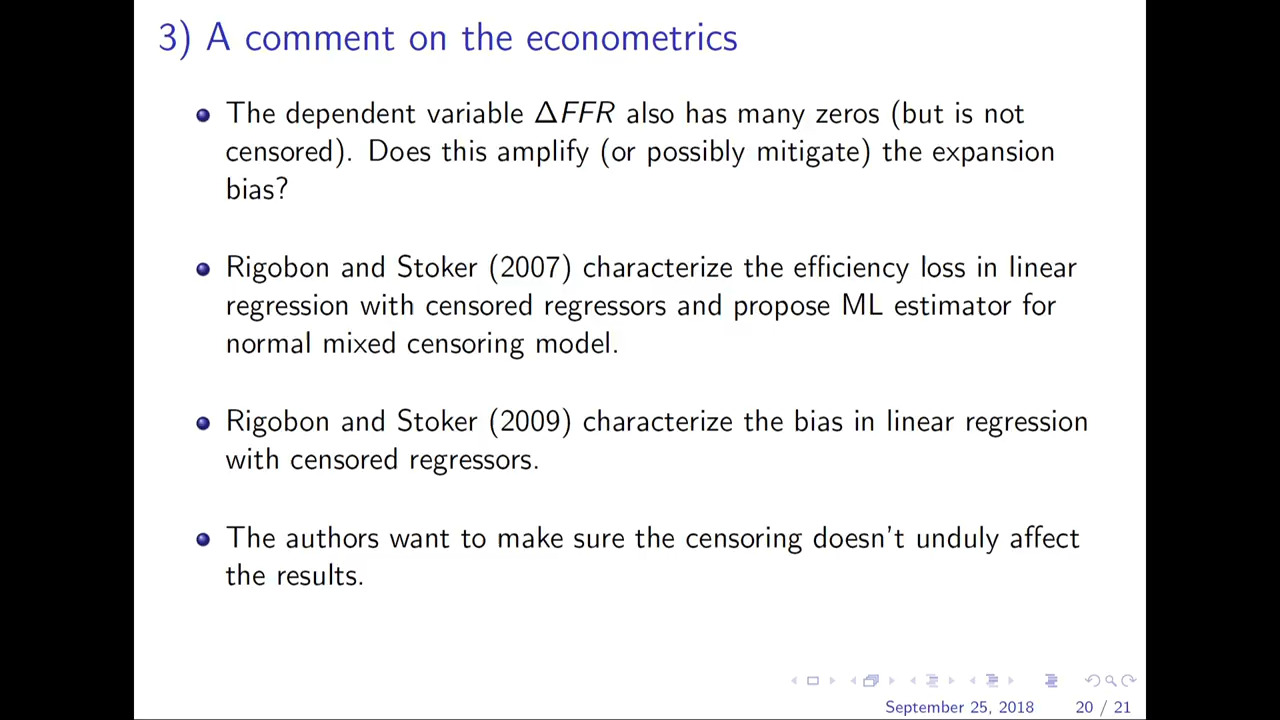 3) A comment on the econometrics
The dependent variable ΔFFR also has many zeros (but is not
censored). Does this amplify (or possibly mitigate) the expansion
bias?
Rigobon and Stoker (2007) characterize the efficiency loss in linear
regression with censored regressors and propose ML estimator for
normal mixed censoring model.
Rigobon and Stoker (2009) characterize the bias in linear regression
with censored regressors.
The authors want to make sure the censoring doesn't unduly affect
the results.
September 25, 2018 20 / 21